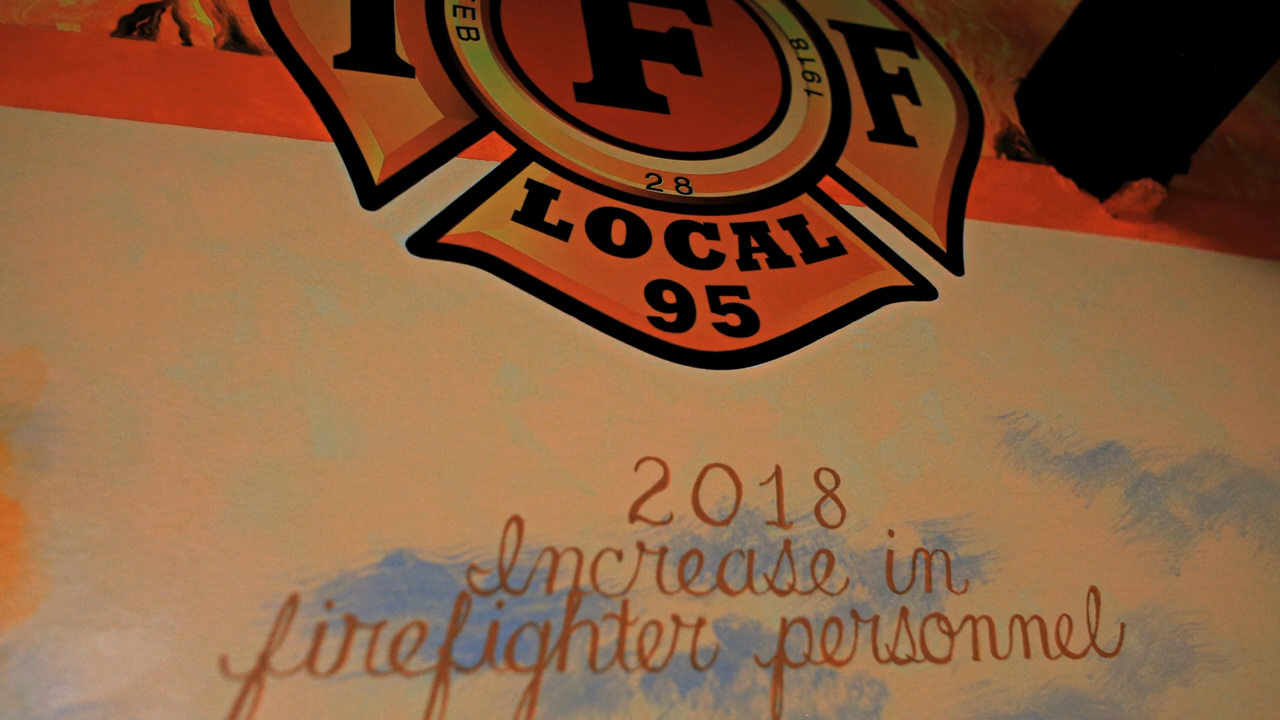 I F F
FEB 28 1918
LOCAL
95
2018
Increase in
firefighter personnel